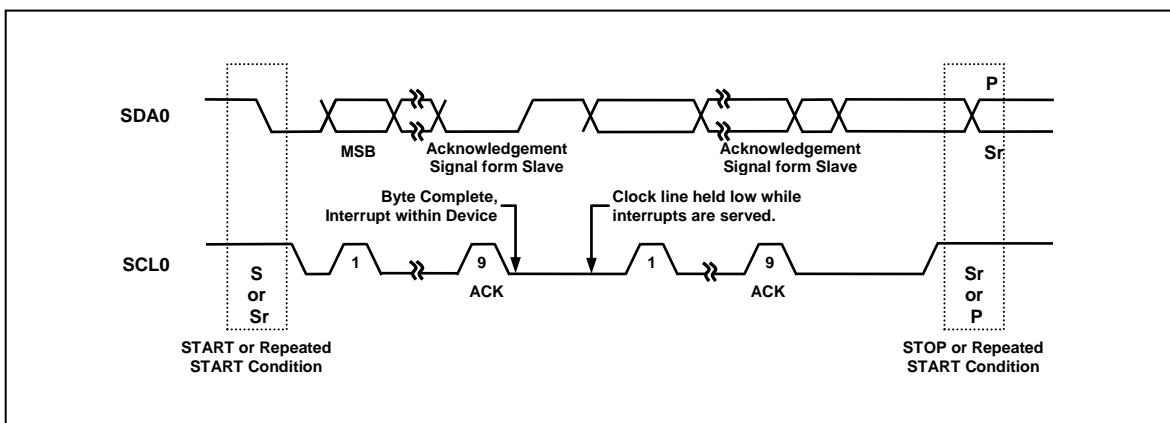 P
SDA0
MSB
Acknowledgement
Signal form Slave
Acknowledgement
Signal form Slave
Sr
Byte Complete,
Interrupt within Device
Clock line held low while
interrupts are served.
SCL0
1
9
1
9
ACK
ACK
S
or
Sr
Sr
or
P
START or Repeated
START Condition
STOP or Repeated
START Condition